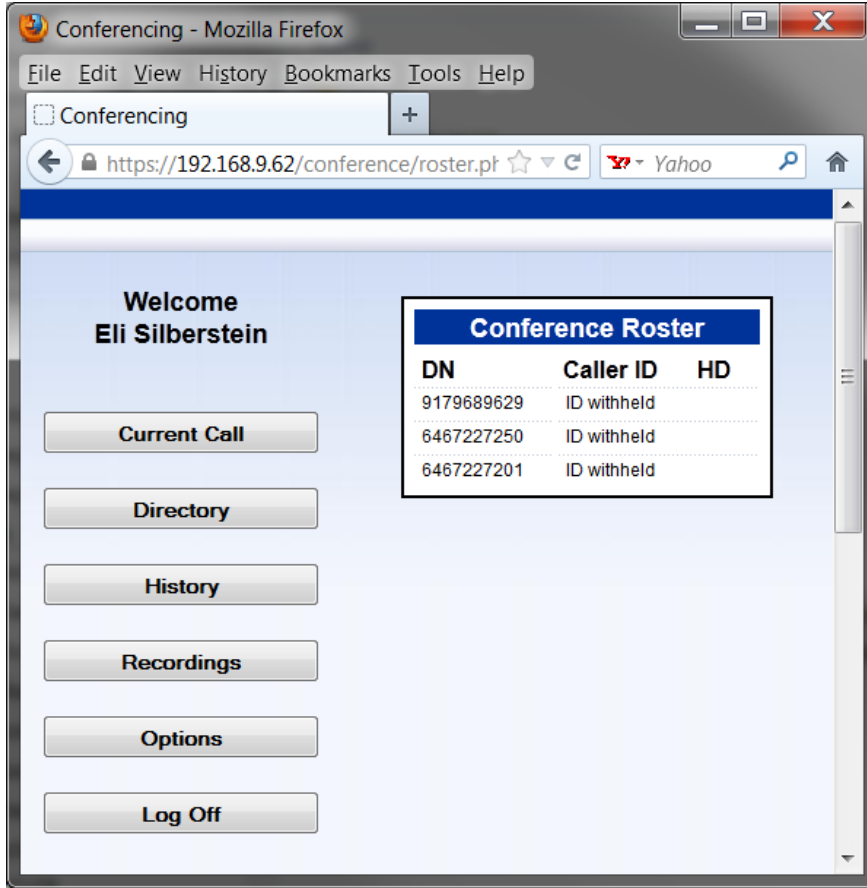 Conferencing - Mozilla Firefox
File Edit View History Bookmarks Tools Help
Conferencing
https://192.168.9.62/conference/roster.ph
Yahoo
Welcome
Eli Silberstein
Current Call
Directory
History
Recordings
Options
Log Off
Conference Roster
DN Caller ID HD
9179689629 ID withheld
6467227250 ID withheld
6467227201 ID withheld